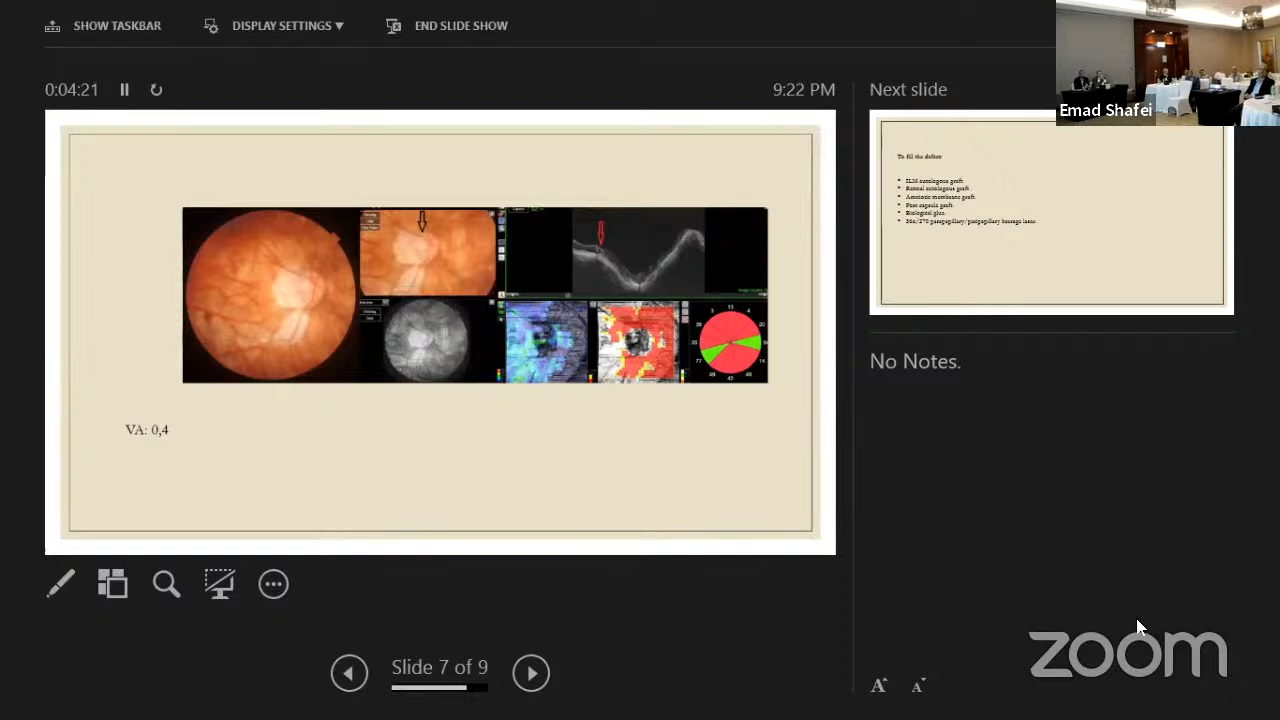 SHOW TASKBAR
DISPLAY SETTINGS ▼
END SLIDE SHOW
0:04:21
9:22 PM
Next slide
Emad Shafei
To fill the defect
• ILM autologous graft.
• Retinal autologous graft.
• Amniotic membrane graft.
• Post capsule graft.
• Biological glue.
VA: 0,4
No Notes.
Slide 7 of 9
zoom
A
A